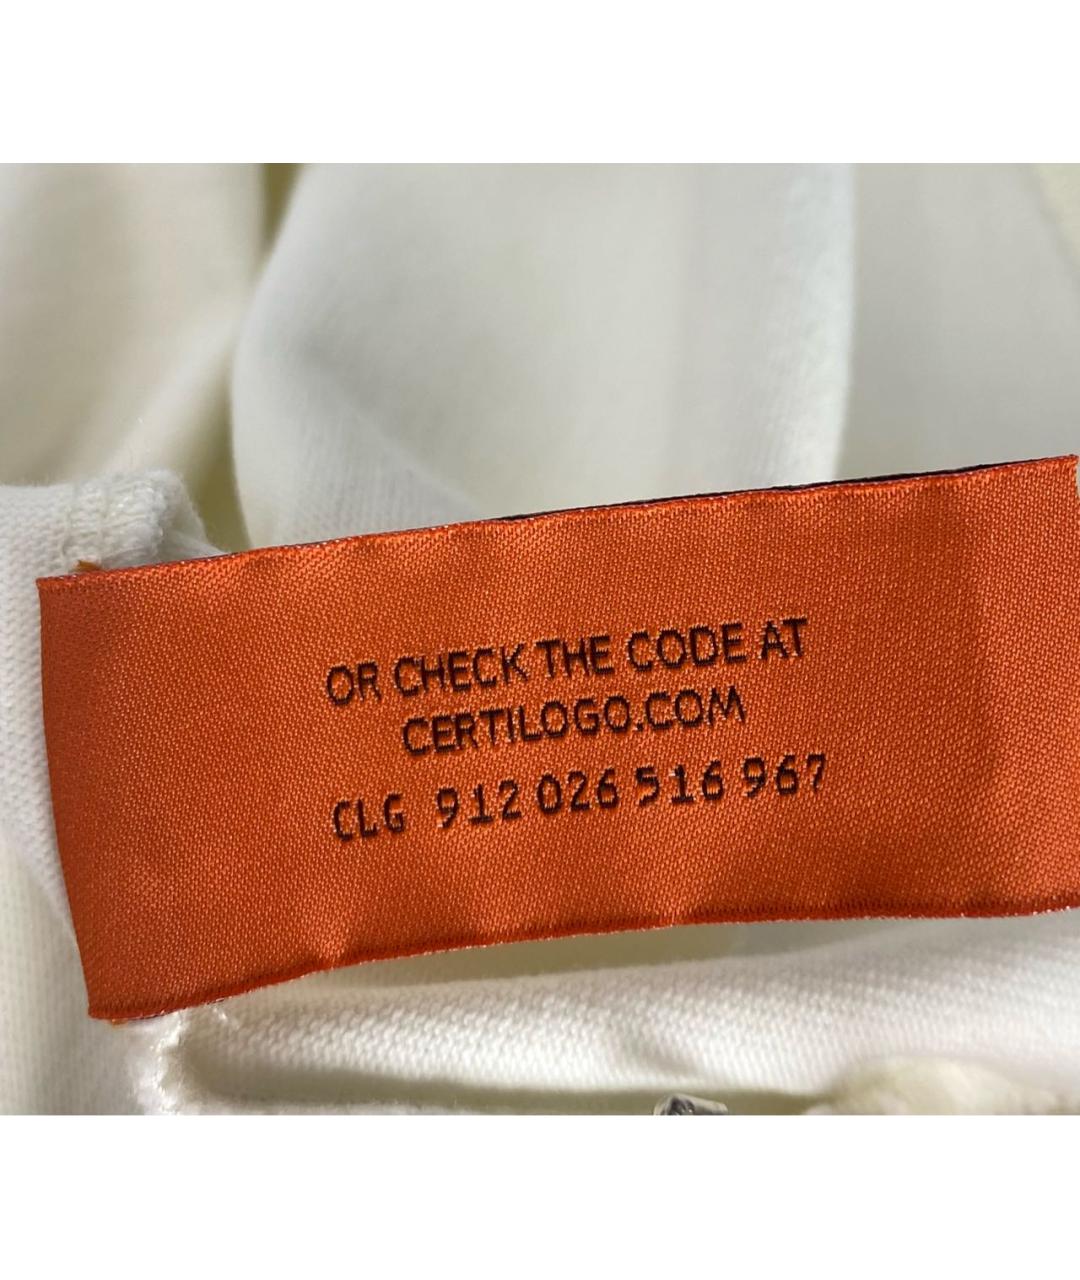 OR CHECK THE CODE AT
CERTILOGO.COM
CLG 912 026 516 967